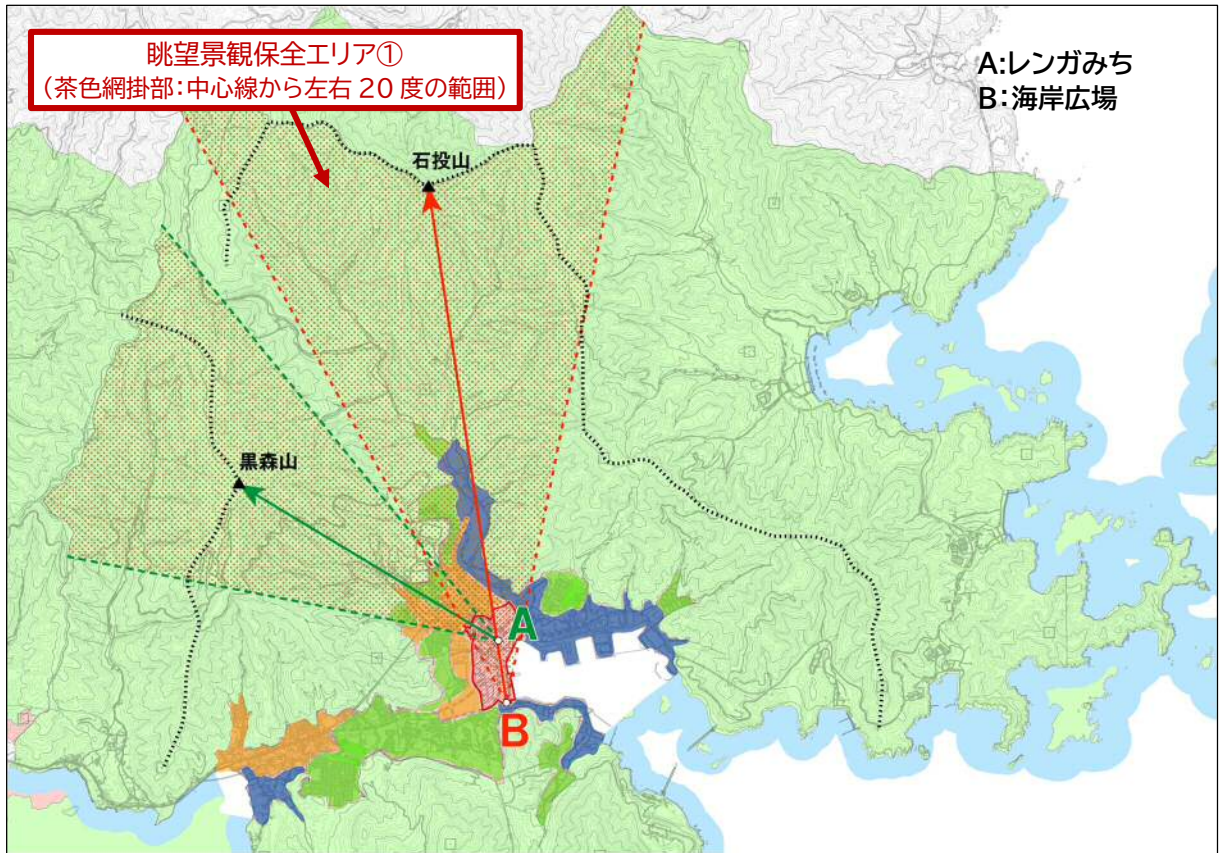 眺望景観保全エリア①
(茶色網掛部:中心線から左右 20 度の範囲)
A:レンガみち
B:海岸広場
石投山
黒森山
A
B